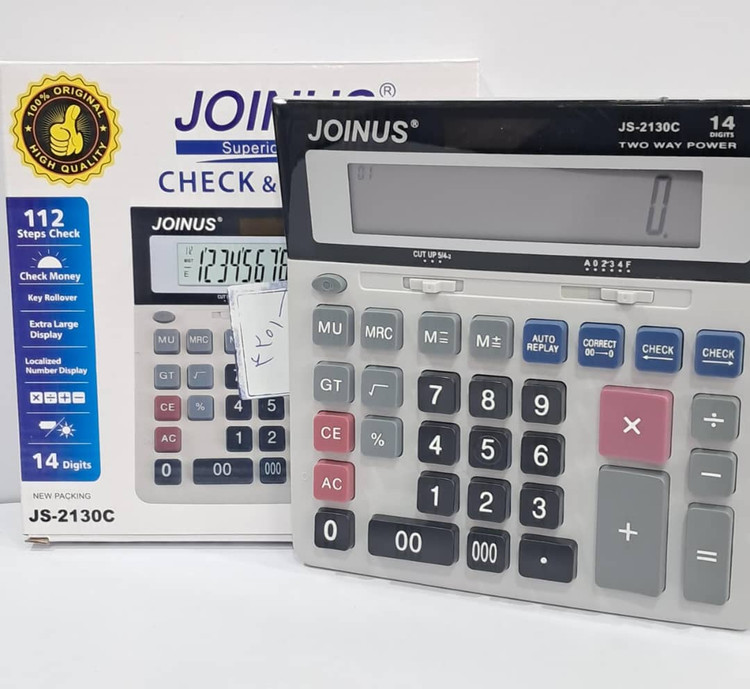 100% ORIGINAL
HIGH QUALITY
JOINUS®
CHECK &
112
Steps Check
Check Money
Key Rollover
Extra Large
Display
Localized
Number Display
× ÷ + −
14 Digits
NEW PACKING
JS-2130C
JOINUS®
MU MRC
GT √
CE % 4 5
AC 1 2
0 00 000
JOINUS®
JS-2130C 14
DIGITS
TWO WAY POWER
01 0.
CUT UP 5/4
A 0 2 3 4 F
MU MRC M= M± AUTO REPLAY CORRECT 00→0 CHECK ← CHECK →
GT √ 7 8 9 × ÷
CE % 4 5 6 −
AC 1 2 3 + =
0 00 000 .